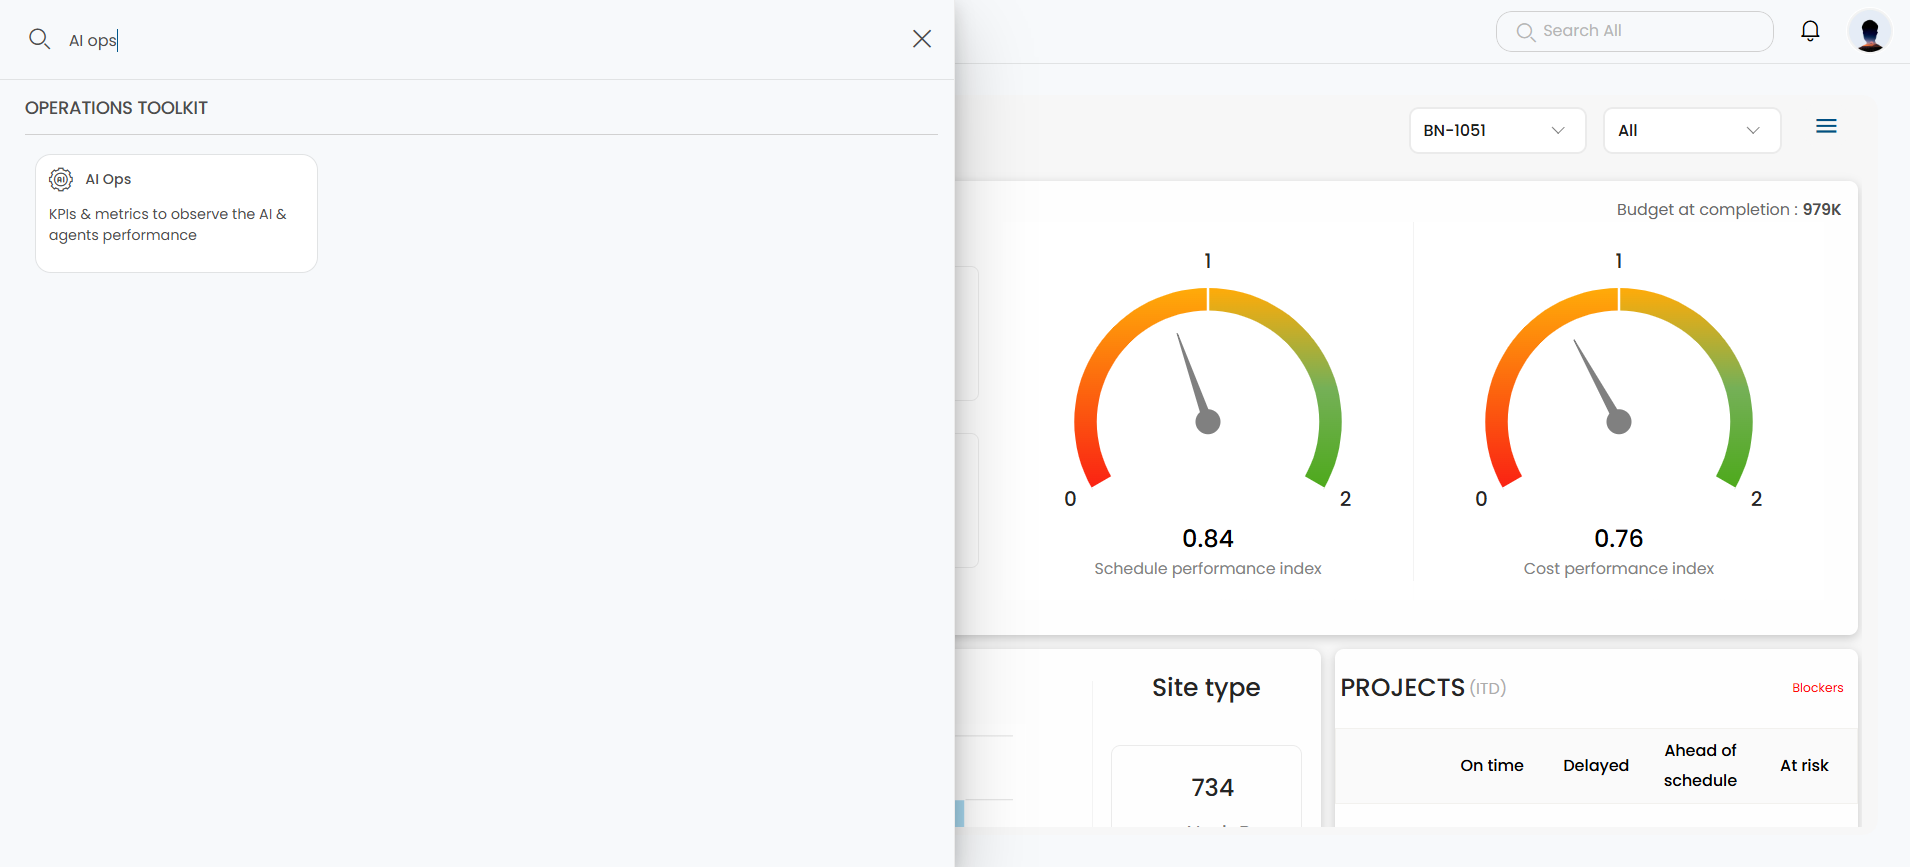 AI ops
OPERATIONS TOOLKIT
AI Ops
KPIs & metrics to observe the AI &
agents performance
Search All
BN-1051
All
Budget at completion : 979K
1
0
2
0.84
Schedule performance index
1
0
2
0.76
Cost performance index
Site type
734
PROJECTS (ITD)
Blockers
On time
Delayed
Ahead of
schedule
At risk